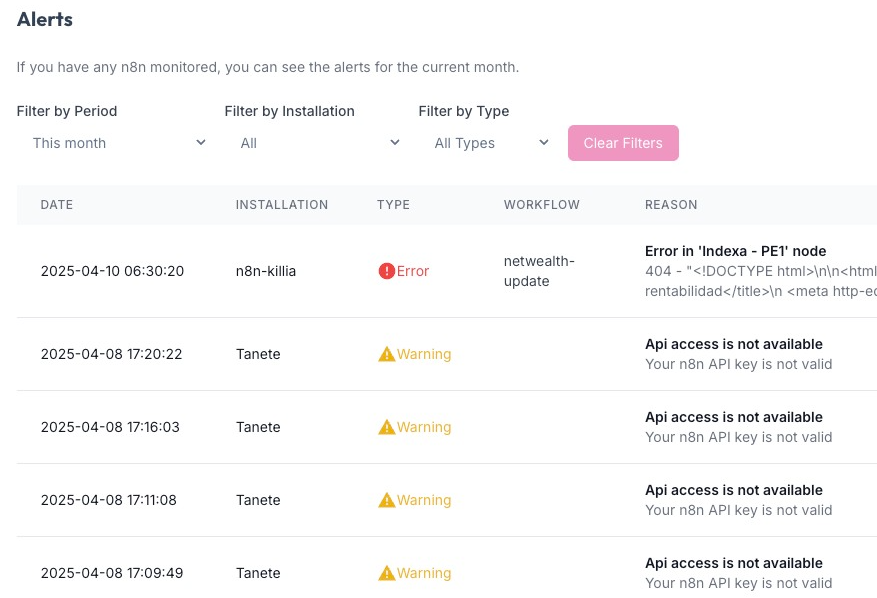 Alerts
If you have any n8n monitored, you can see the alerts for the current month.
Filter by Period Filter by Installation Filter by Type
This month All All Types Clear Filters
DATE INSTALLATION TYPE WORKFLOW REASON
Error in 'Indexa - PE1' node
2025-04-10 06:30:20 n8n-killia Error netwealth-update 404 - "<!DOCTYPE html>\n\n<html
rentabilidad</title>\n <meta http-ec
Api access is not available
2025-04-08 17:20:22 Tanete Warning Your n8n API key is not valid
Api access is not available
2025-04-08 17:16:03 Tanete Warning Your n8n API key is not valid
Api access is not available
2025-04-08 17:11:08 Tanete Warning Your n8n API key is not valid
Api access is not available
2025-04-08 17:09:49 Tanete Warning Your n8n API key is not valid